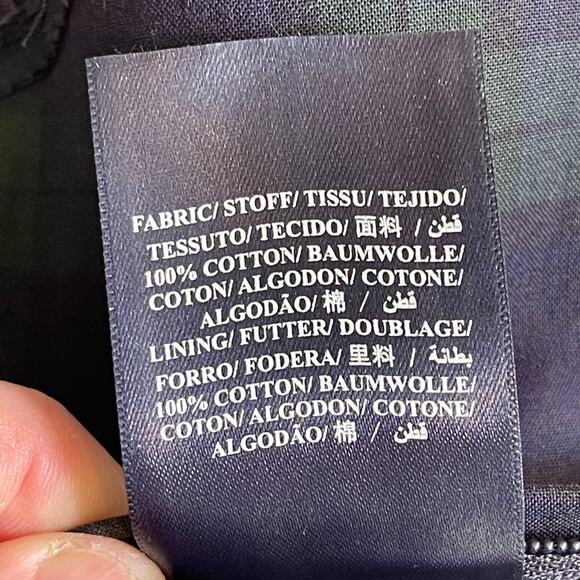 FABRIC/ STOFF/ TISSU/ TEJIDO/
TESSUTO/ TECIDO/ 面料 / قطن
100% COTTON/ BAUMWOLLE/
COTON/ ALGODON/ COTONE/
ALGODÃO/ 棉 / قطن
LINING/ FUTTER/ DOUBLAGE/
FORRO/ FODERA/ 里料 / بطانة
100% COTTON/ BAUMWOLLE/
COTON/ ALGODON/ COTONE/
ALGODÃO/ 棉 / قطن